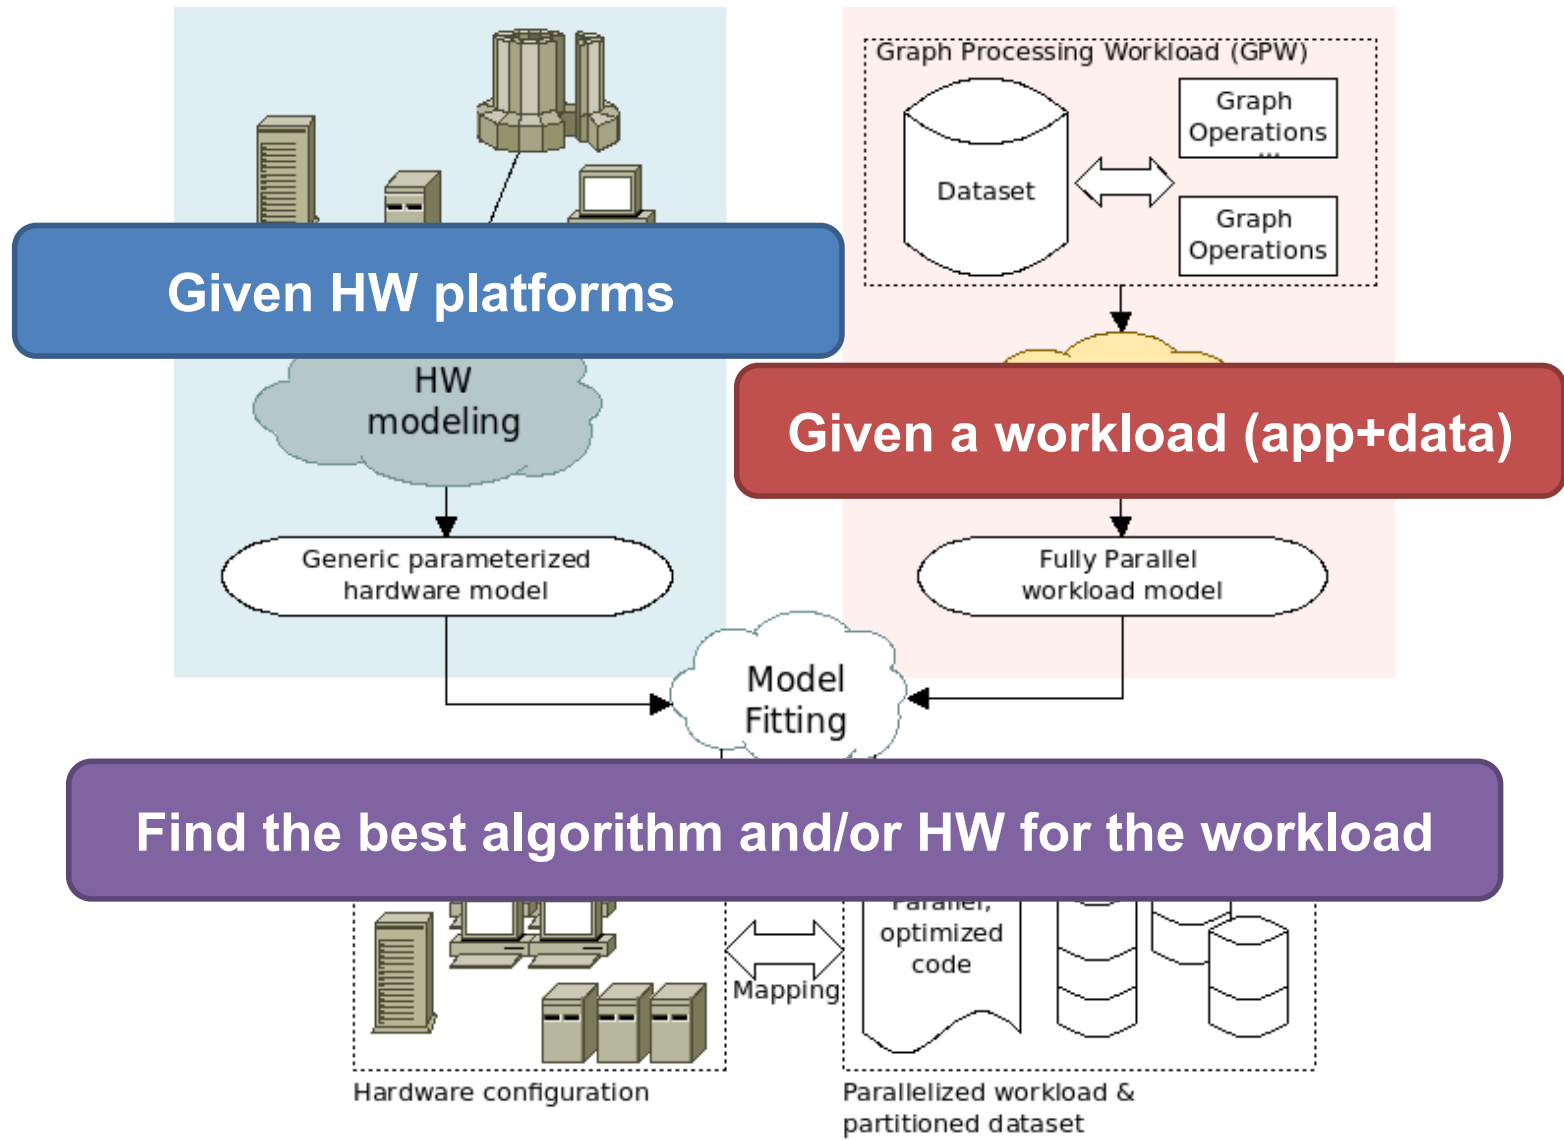 Graph Processing Workload (GPW)
Graph
Operations
...
Dataset
Graph
Operations
Given HW platforms
HW
modeling
Given a workload (app+data)
Generic parameterized
hardware model
Fully Parallel
workload model
Model
Fitting
Find the best algorithm and/or HW for the workload
Parallel,
optimized
code
Mapping
Hardware configuration
Parallelized workload &
partitioned dataset